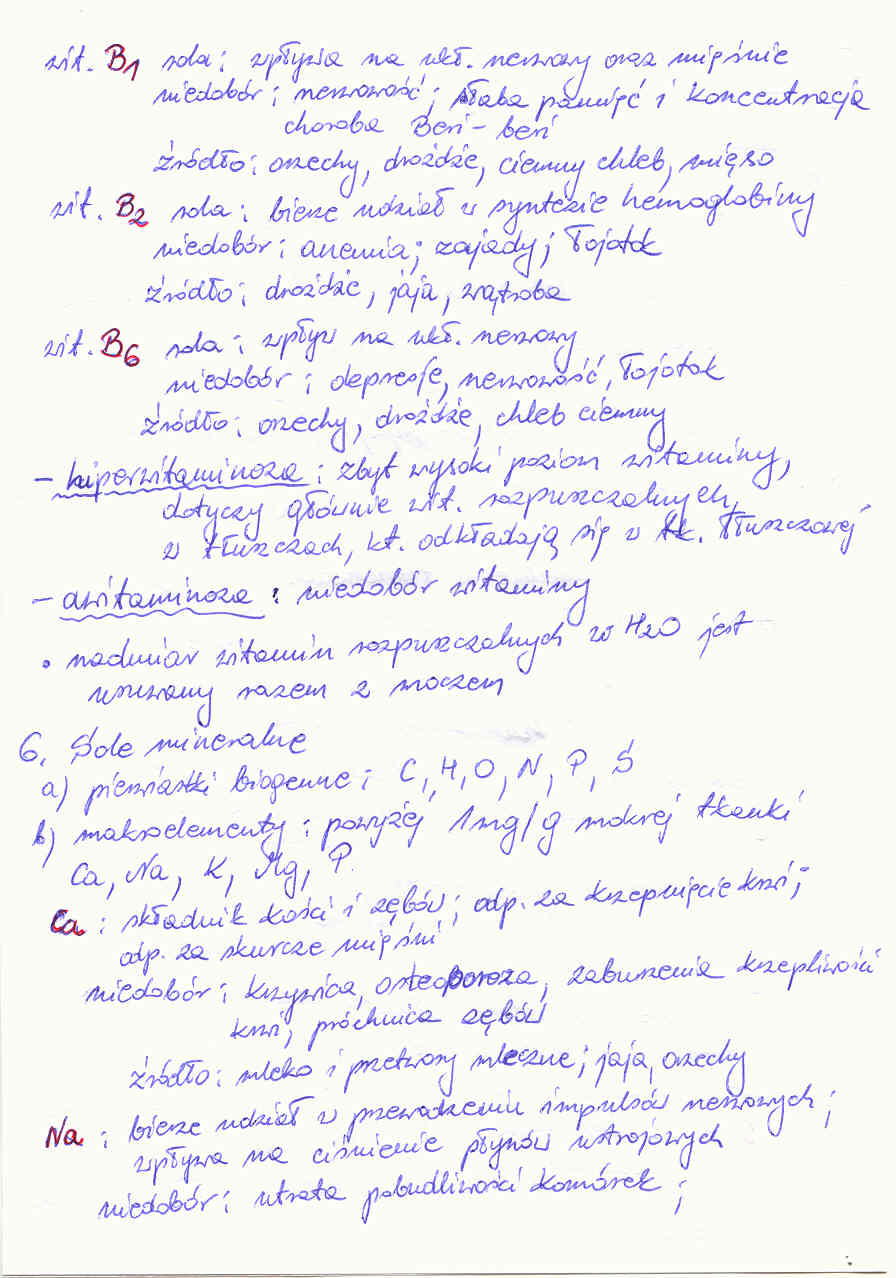 wit. B1 rola: wpływa na ukł. nerwowy oraz mięśnie
niedobór: nerwowość; słaba pamięć i koncentracja
choroba Beri-beri
źródło: orzechy, drożdże, ciemny chleb, mięso
wit. B2 rola: bierze udział w syntezie hemoglobiny
niedobór: anemia; zajady; łojotok
źródło: drożdże, jaja, wątroba
wit. B6 rola: wpływ na ukł. nerwowy
niedobór: depresje, nerwowość, łojotok
źródło: orzechy, drożdże, chleb ciemny
- hiperwitaminoza: zbyt wysoki poziom witaminy,
dotyczy głównie wit. rozpuszczalnych
w tłuszczach, kt. odkładają się w tk. tłuszczowej
- awitaminoza: niedobór witaminy
• nadmiar witamin rozpuszczalnych w H2O jest
usuwany razem z moczem
6. Sole mineralne
a) pierwiastki biogenne: C, H, O, N, P, S
b) makroelementy: powyżej 1mg/g mokrej tkanki
Ca, Na, K, Mg, P.
Ca: składnik kości i zębów; odp. za krzepnięcie krwi;
odp. za skurcze mięśni
niedobór: krzywica, osteoporoza, zaburzenia krzepliwości
krwi, próchnica zębów
źródło: mleko i przetwory mleczne; jaja, orzechy
Na: bierze udział w przewodzeniu impulsów nerwowych;
wpływa na ciśnienie płynów ustrojowych
niedobór: utrata pobudliwości komórek;